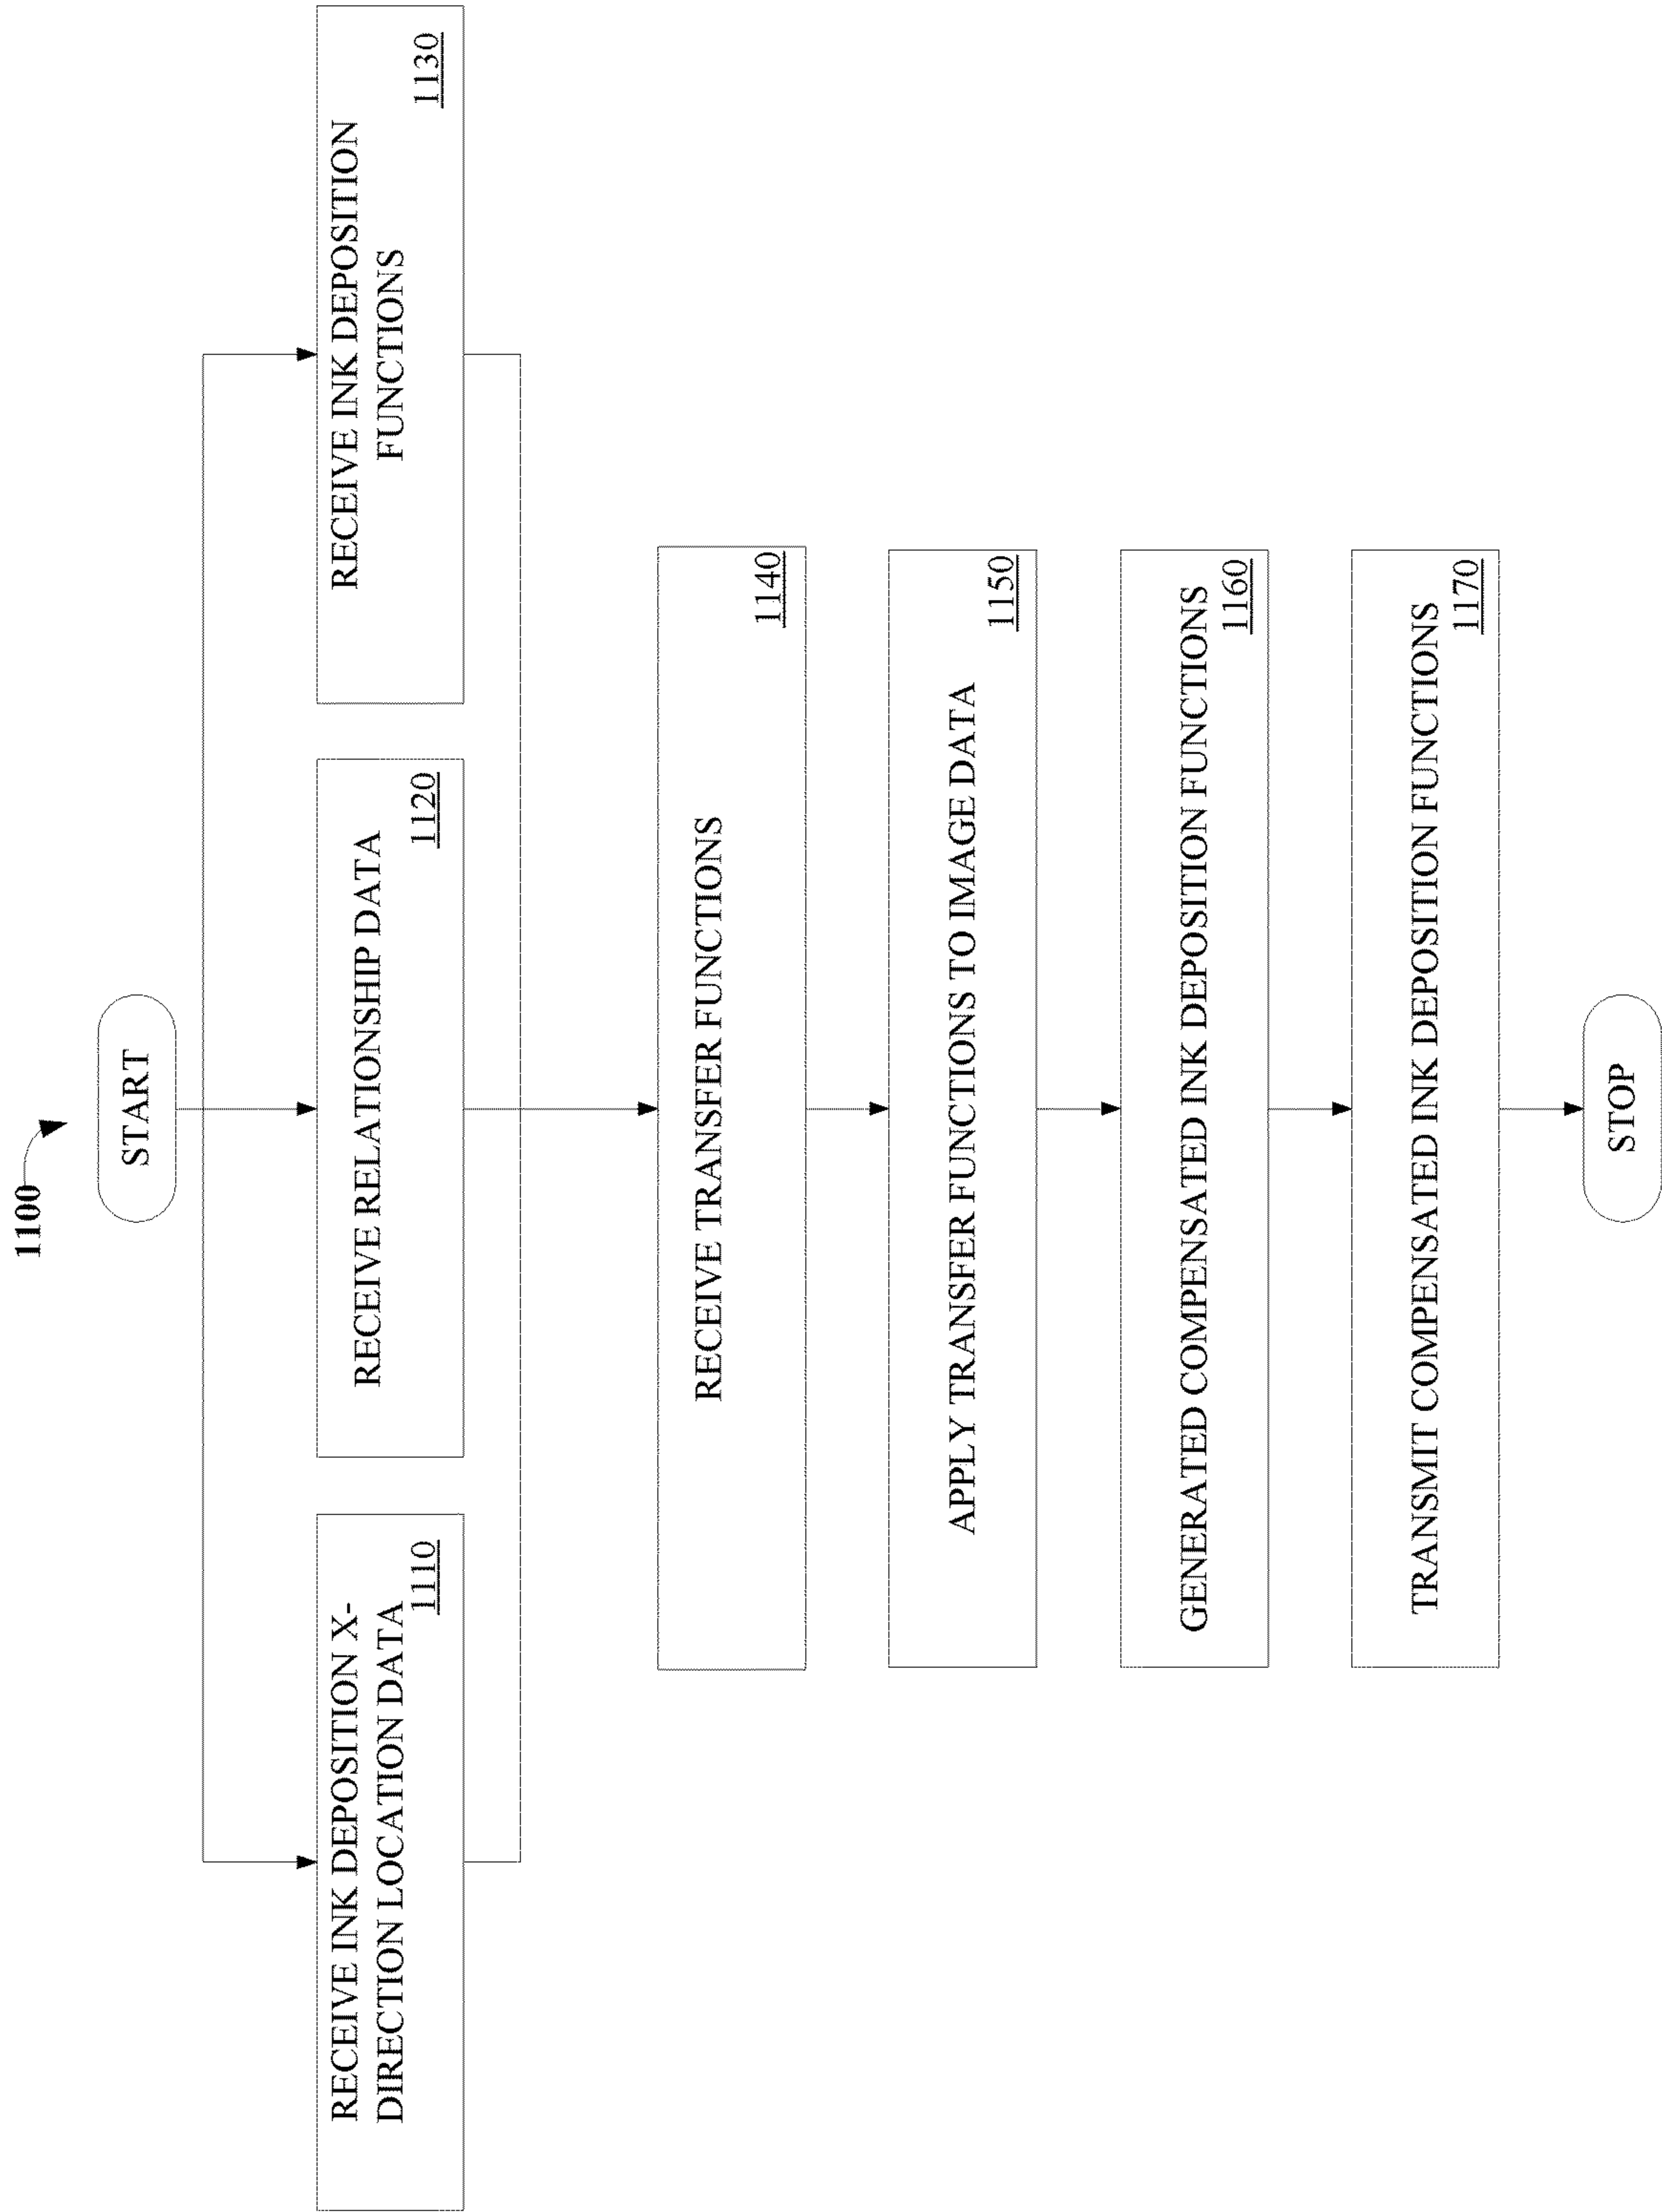 1100
START
RECEIVE INK DEPOSITION X-
DIRECTION LOCATION DATA
1110
RECEIVE RELATIONSHIP DATA
1120
RECEIVE INK DEPOSITION
FUNCTIONS
1130
RECEIVE TRANSFER FUNCTIONS
1140
APPLY TRANSFER FUNCTIONS TO IMAGE DATA
1150
GENERATED COMPENSATED INK DEPOSITION FUNCTIONS
1160
TRANSMIT COMPENSATED INK DEPOSITION FUNCTIONS
1170
STOP